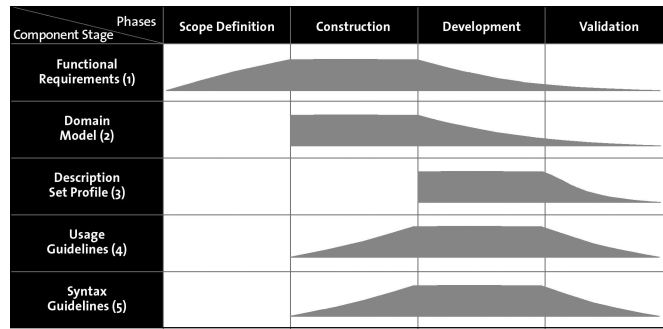 Phases
Component Stage
Scope Definition
Construction
Development
Validation
Functional
Requirements (1)
Domain
Model (2)
Description
Set Profile (3)
Usage
Guidelines (4)
Syntax
Guidelines (5)